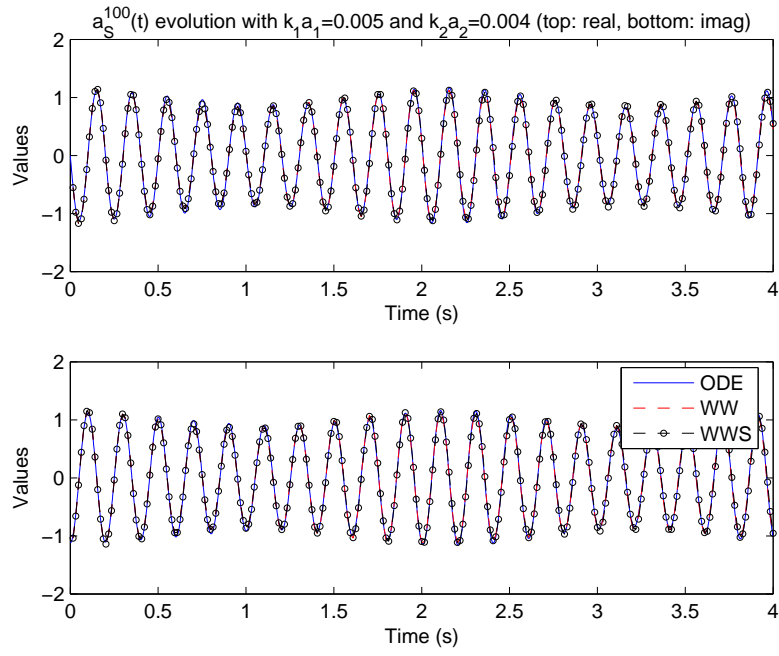 a_S^100(t) evolution with k_1a_1=0.005 and k_2a_2=0.004 (top: real, bottom: imag)
2
1
0
−1
−2
Values
0 0.5 1 1.5 2 2.5 3 3.5 4
Time (s)
2
1
0
−1
−2
Values
ODE
WW
WWS
0 0.5 1 1.5 2 2.5 3 3.5 4
Time (s)